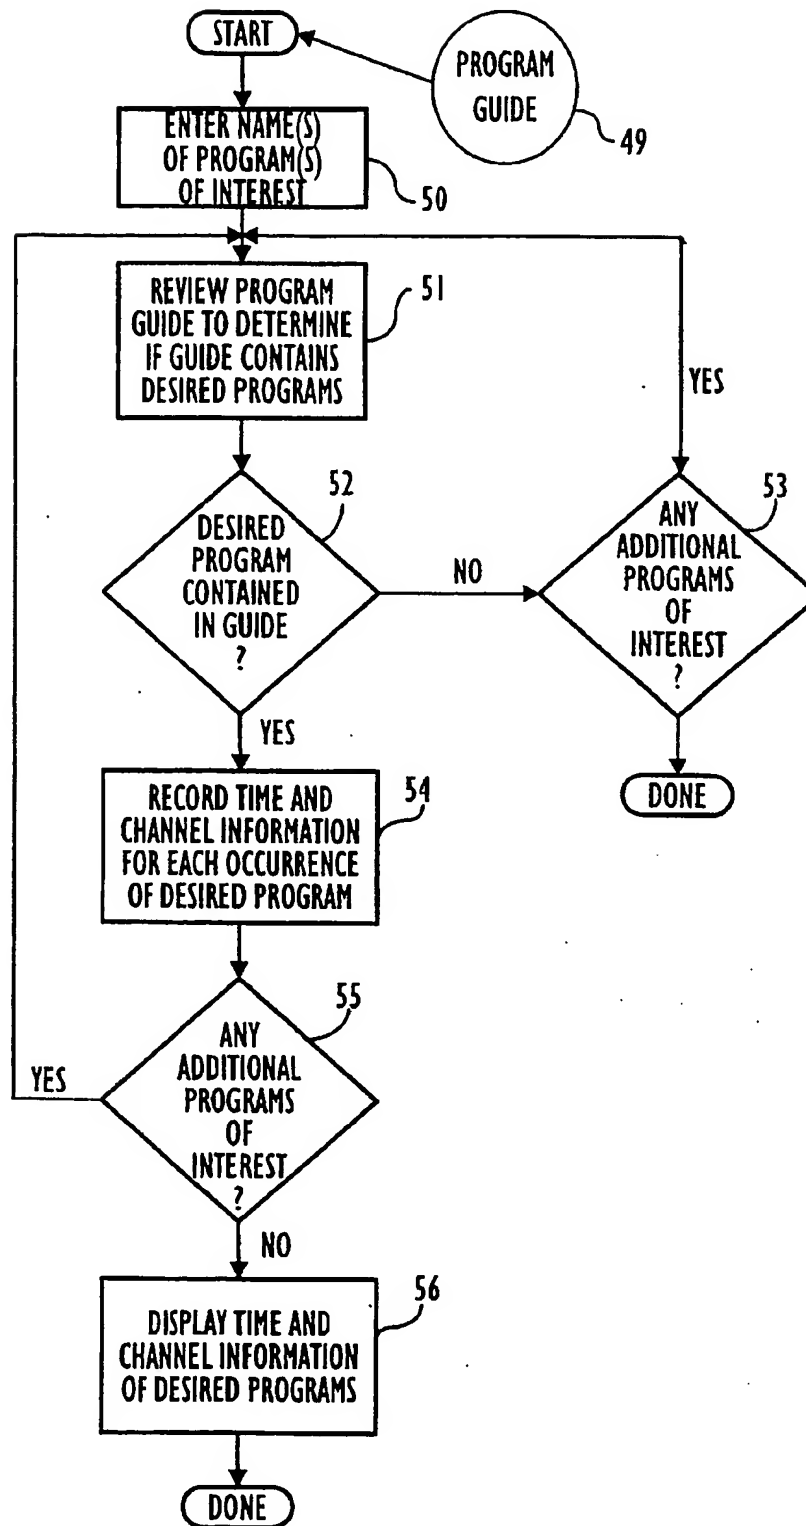 START
PROGRAM
GUIDE
49
ENTER NAME(S)
OF PROGRAM(S)
OF INTEREST
50
REVIEW PROGRAM
GUIDE TO DETERMINE
IF GUIDE CONTAINS
DESIRED PROGRAMS
51
YES
DESIRED
PROGRAM
CONTAINED
IN GUIDE
?
52
NO
ANY
ADDITIONAL
PROGRAMS
OF
INTEREST
?
53
YES
DONE
RECORD TIME AND
CHANNEL INFORMATION
FOR EACH OCCURRENCE
OF DESIRED PROGRAM
54
ANY
ADDITIONAL
PROGRAMS
OF
INTEREST
?
55
YES
NO
DISPLAY TIME AND
CHANNEL INFORMATION
OF DESIRED PROGRAMS
56
DONE